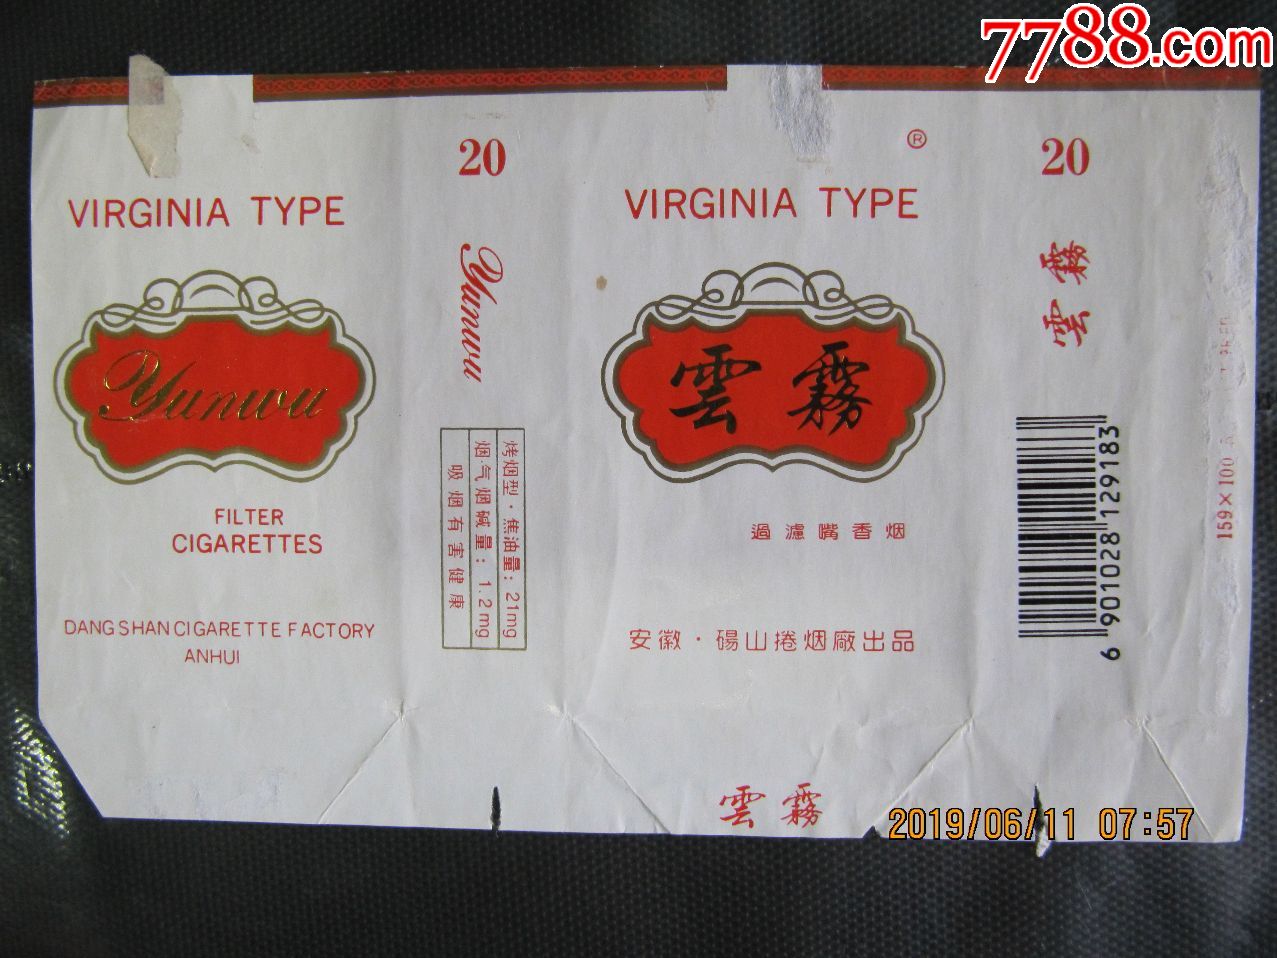 7788.com
VIRGINIA TYPE
Yunwu
FILTER
CIGARETTES
DANGSHAN CIGARETTE FACTORY
ANHUI
20
Yunwu
烤烟型·焦油量:21mg
烟气烟碱量:1.2mg
吸烟有害健康
®
VIRGINIA TYPE
雲霧
過濾嘴香烟
安徽·碭山捲烟廠出品
雲霧
20
雲霧
6 901028 129183
159×100
2019/06/11 07:57